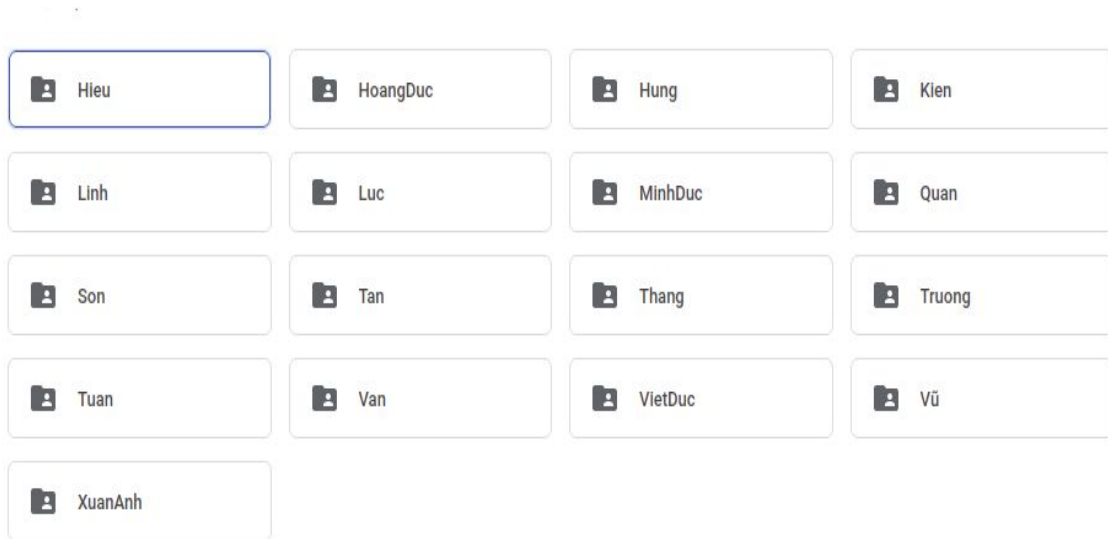 Hieu HoangDuc Hung Kien
Linh Luc MinhDuc Quan
Son Tan Thang Truong
Tuan Van VietDuc Vũ
XuanAnh